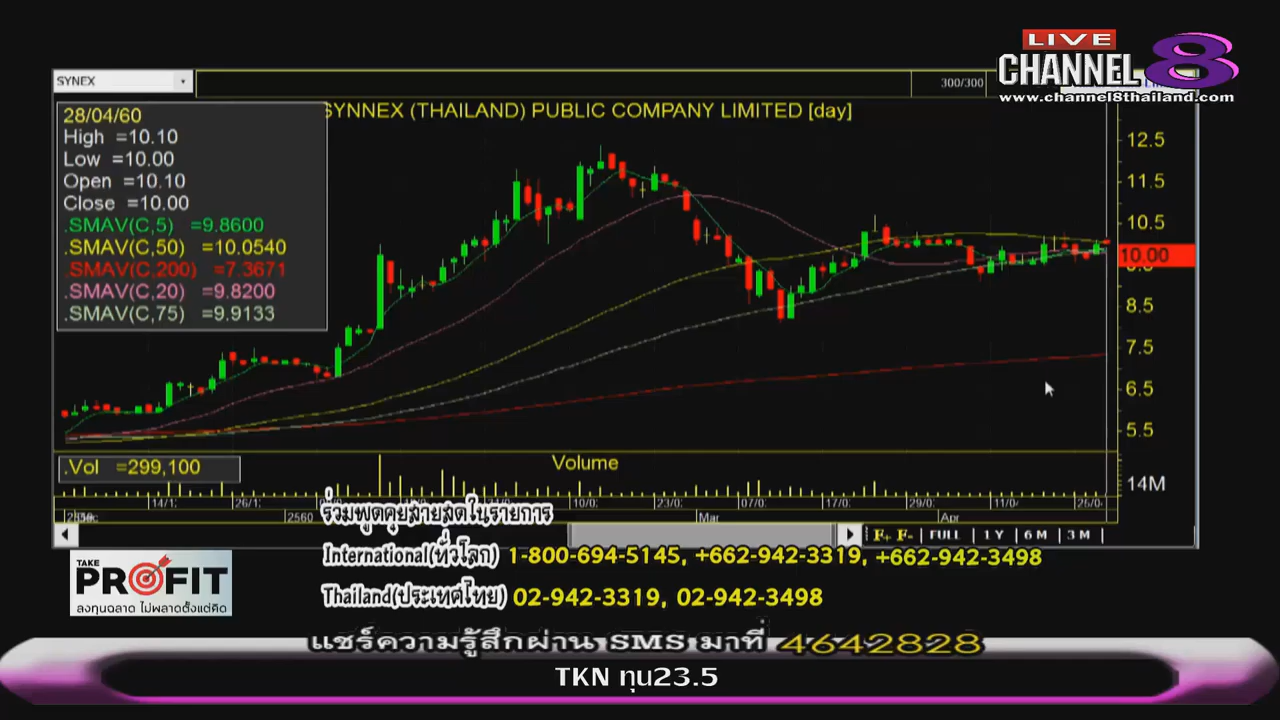 LIVE
CHANNEL 8
www.channel8thailand.com
SYNEX
300/300
SYNNEX (THAILAND) PUBLIC COMPANY LIMITED [day]
28/04/60
High =10.10
Low =10.00
Open =10.10
Close =10.00
.SMAV(C,5) =9.8600
.SMAV(C,50) =10.0540
.SMAV(C,200) =7.3671
.SMAV(C,20) =9.8200
.SMAV(C,75) =9.9133
12.5
11.5
10.5
10.00
9.5
8.5
7.5
6.5
5.5
.Vol =299,100
Volume
14M
14/1: 26/1: 10/0: 23/0: 07/0: 17/0: 29/0: 11/0: 25/0
2560 Mar Apr
F+ F- FULL 1 Y 6 M 3 M
ร่วมพูดคุยสายสดในรายการ
International(ทั่วโลก) 1-800-694-5145, +662-942-3319, +662-942-3498
Thailand(ประเทศไทย) 02-942-3319, 02-942-3498
TAKE
PROFIT
ลงทุนฉลาด ไม่พลาดตั้งแต่คิด
แชร์ความรู้สึกผ่าน SMS มาที่ 4642828
TKN ทุน23.5